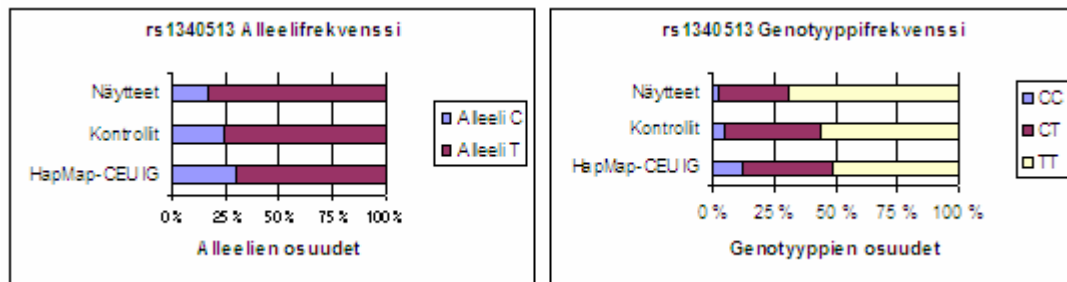 rs1340513 Alleelifrekvenssi
Näytteet
Kontrollit
HapMap-CEU IG
0 % 25 % 50 % 75 % 100 %
Alleelien osuudet
Alleeli C
Alleeli T
rs1340513 Genotyyppifrekvenssi
Näytteet
Kontrollit
HapMap-CEU IG
0 % 25 % 50 % 75 % 100 %
Genotyyppien osuudet
CC
CT
TT